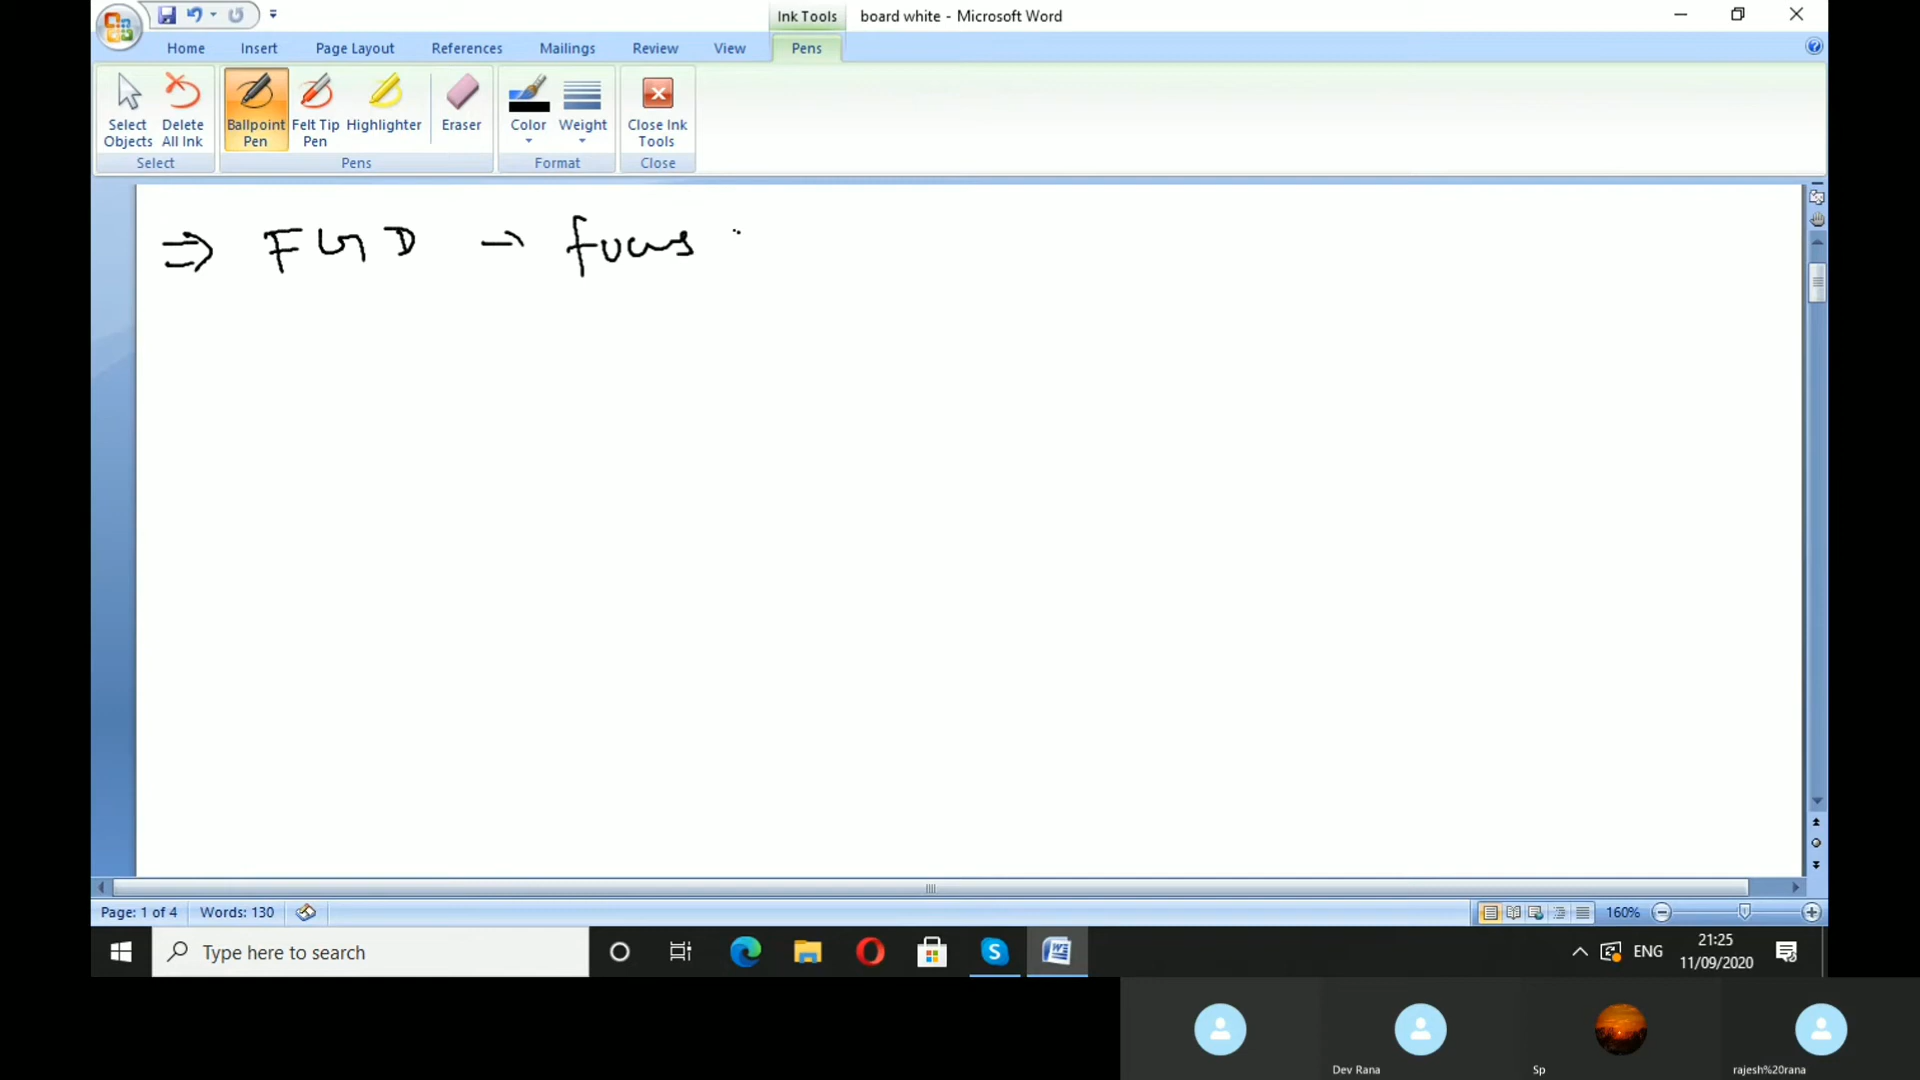 Ink Tools board white - Microsoft Word
Home Insert Page Layout References Mailings Review View Pens
Select Objects Delete All Ink Ballpoint Pen Felt Tip Pen Highlighter Eraser Color Weight Close Ink Tools
Select Pens Format Close
⇒ FGD → focus
Page: 1 of 4 Words: 130 160%
Type here to search ENG 21:25
11/09/2020
Dev Rana Sp rajesh%20rana